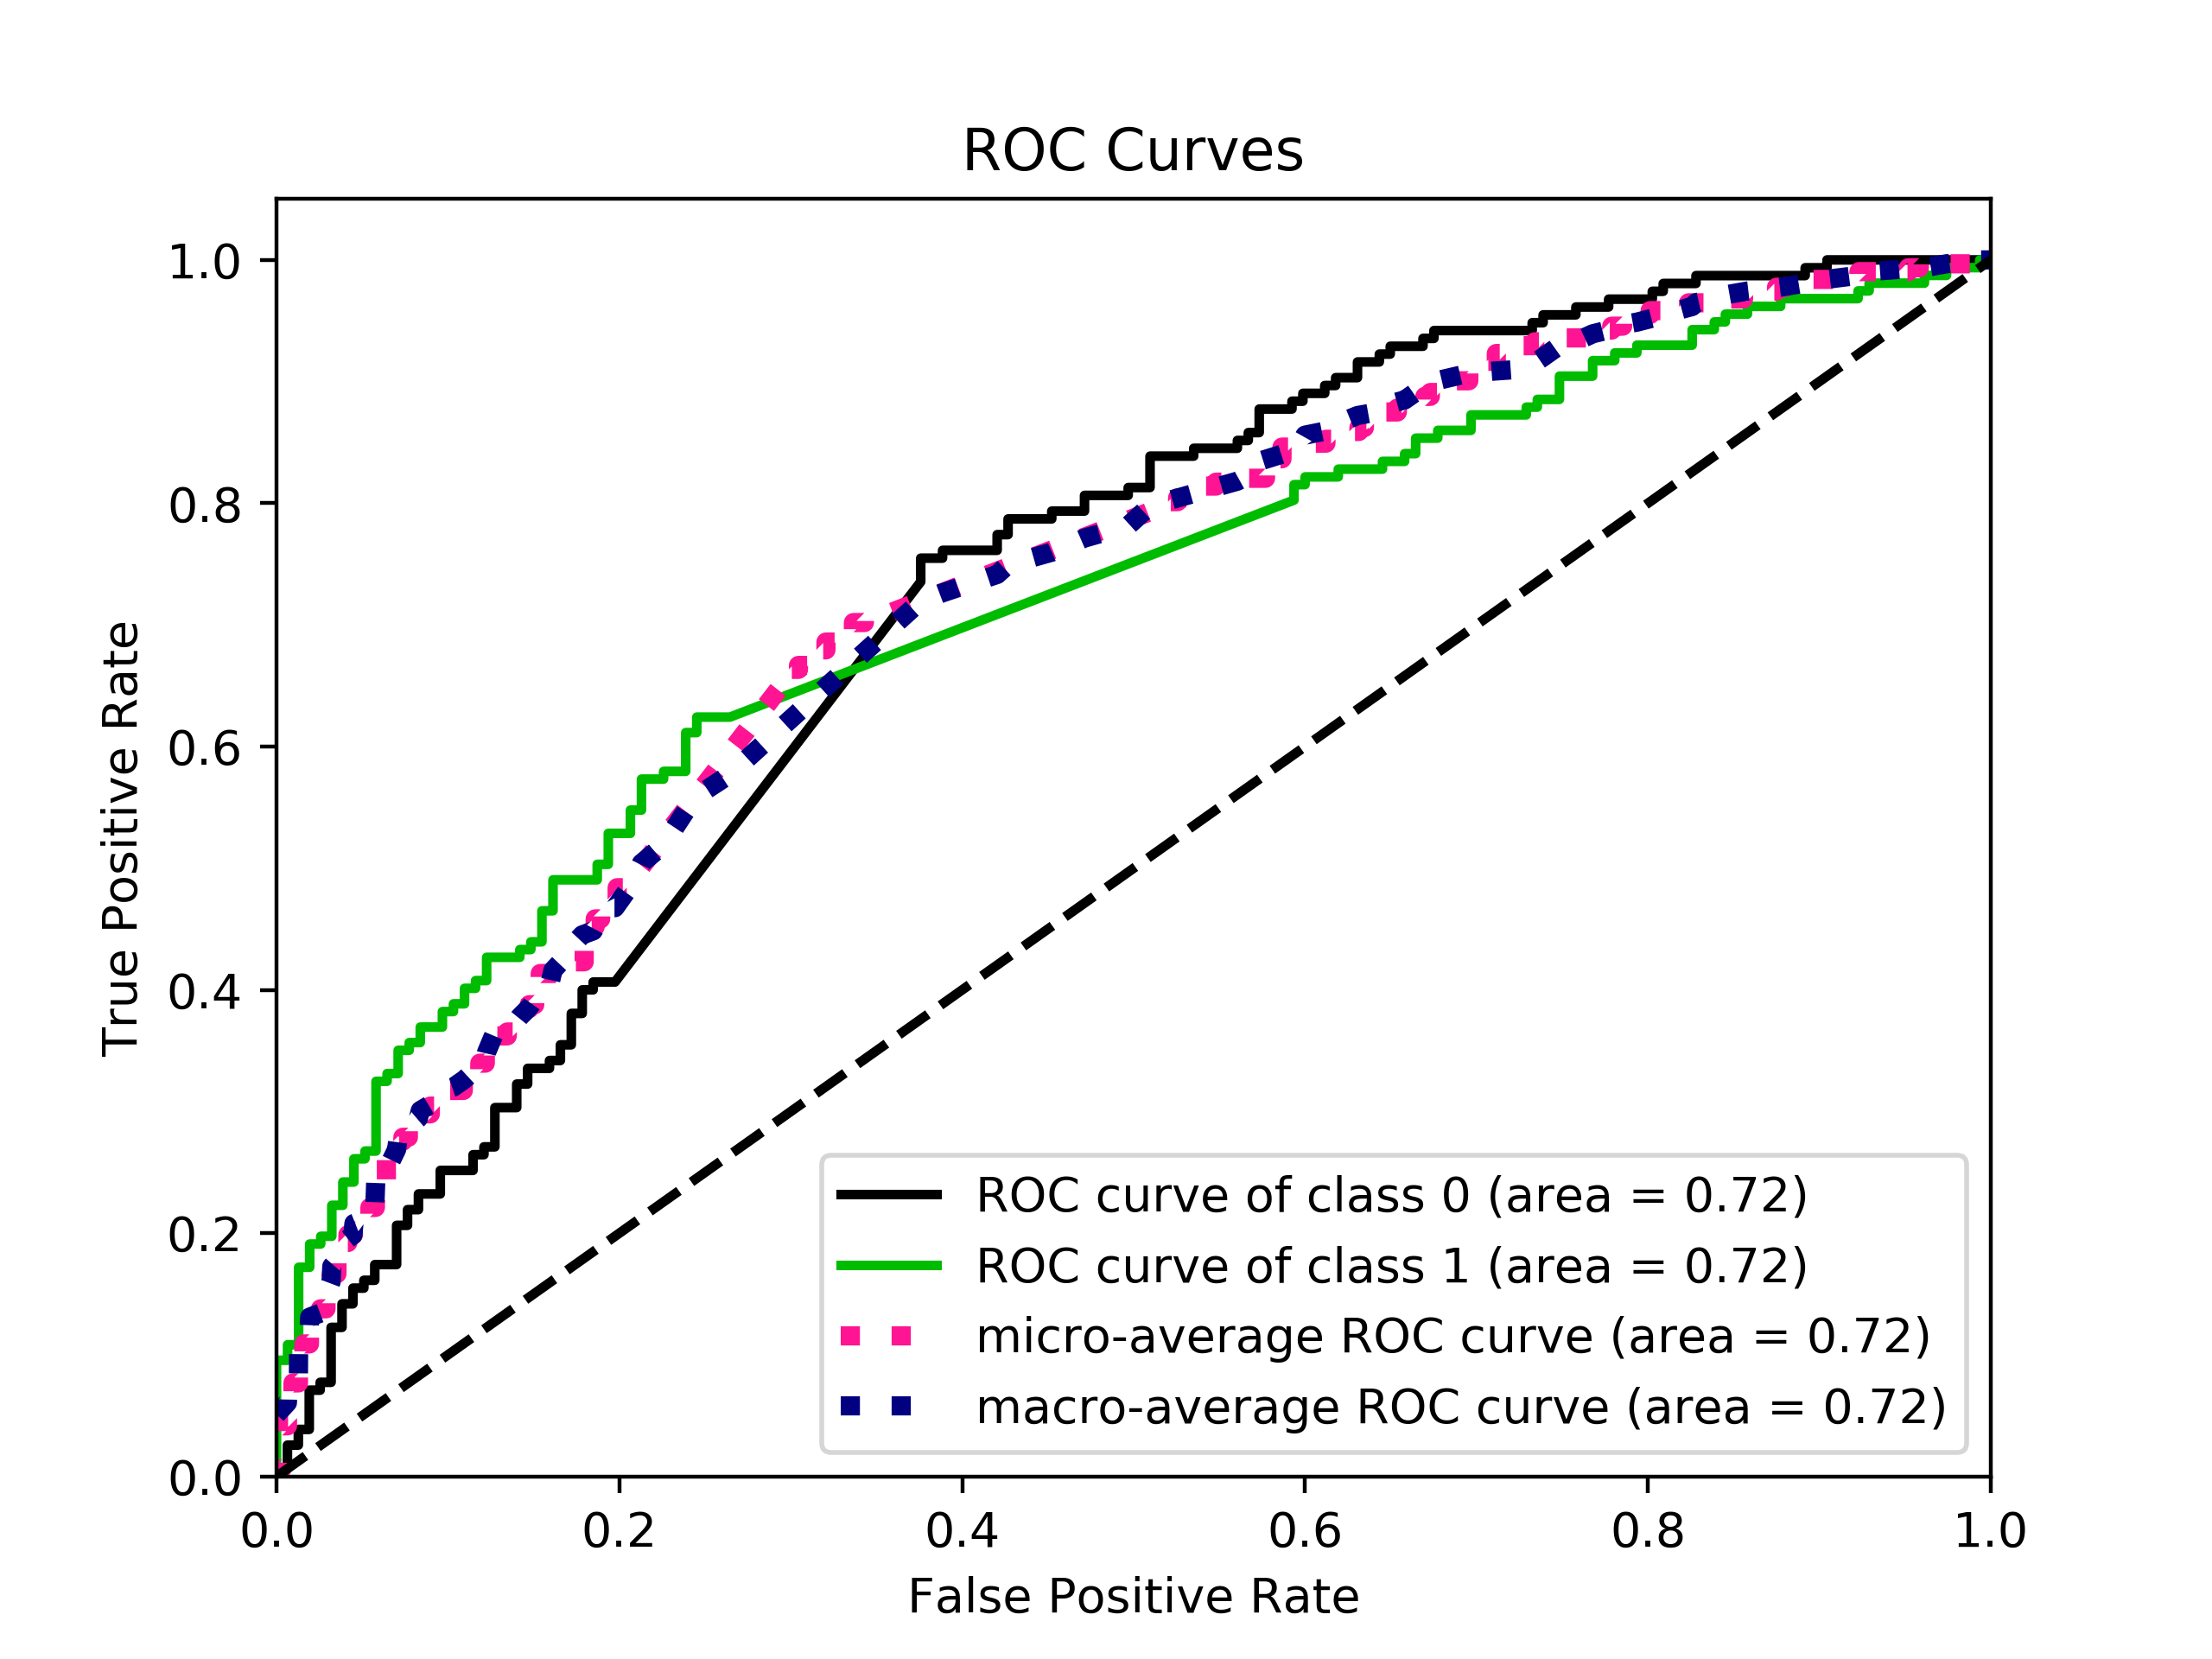 ROC Curves
True Positive Rate
1.0
0.8
0.6
0.4
0.2
0.0
ROC curve of class 0 (area = 0.72)
ROC curve of class 1 (area = 0.72)
micro-average ROC curve (area = 0.72)
macro-average ROC curve (area = 0.72)
0.0 0.2 0.4 0.6 0.8 1.0
False Positive Rate